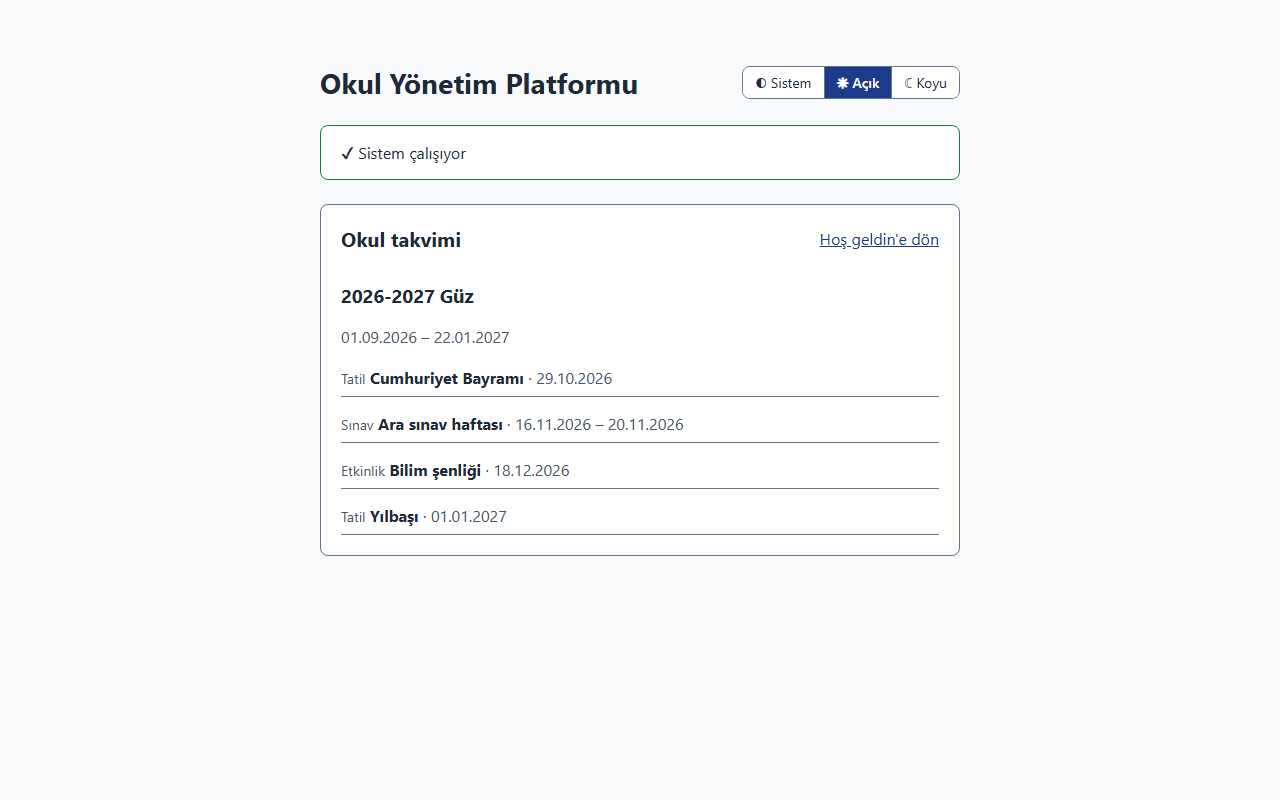 Okul Yönetim Platformu
◐ Sistem
❋ Açık
☾ Koyu
✓ Sistem çalışıyor
Okul takvimi
Hoş geldin'e dön
2026-2027 Güz
01.09.2026 – 22.01.2027
Tatil Cumhuriyet Bayramı · 29.10.2026
Sınav Ara sınav haftası · 16.11.2026 – 20.11.2026
Etkinlik Bilim şenliği · 18.12.2026
Tatil Yılbaşı · 01.01.2027